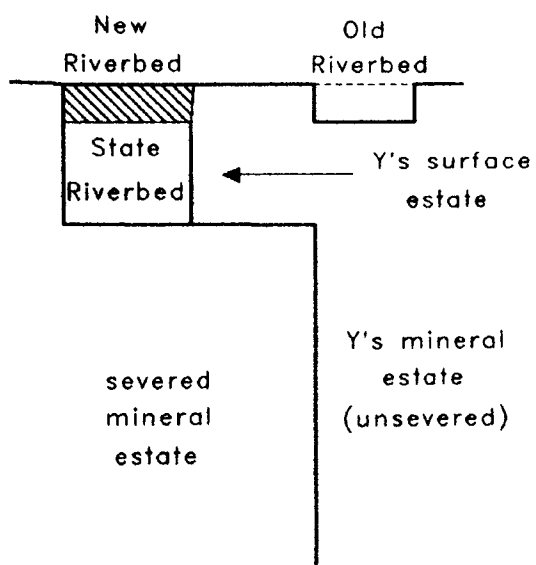 New
Riverbed
Old
Riverbed
State
Riverbed
Y's surface
estate
severed
mineral
estate
Y's mineral
estate
(unsevered)